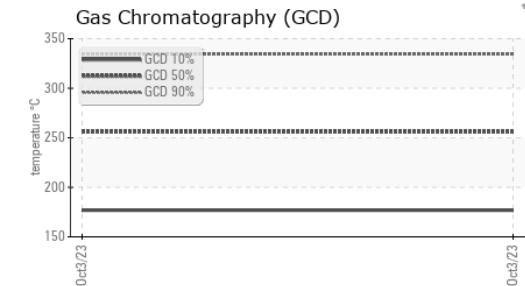 Gas Chromatography (GCD)
350
300
250
200
150
temperature °C
GCD 10%
GCD 50%
GCD 90%
Oct3/23
Oct3/23